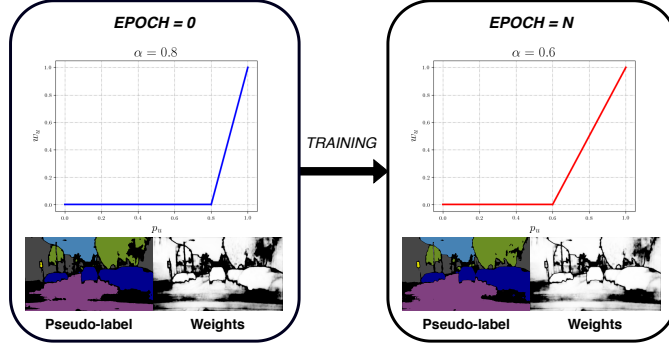 EPOCH = 0
α = 0.8
1.0
0.8
0.6
0.4
0.2
0.0
w_u
0.0 0.2 0.4 0.6 0.8 1.0
p_u
Pseudo-label Weights
TRAINING
EPOCH = N
α = 0.6
1.0
0.8
0.6
0.4
0.2
0.0
w_u
0.0 0.2 0.4 0.6 0.8 1.0
p_u
Pseudo-label Weights